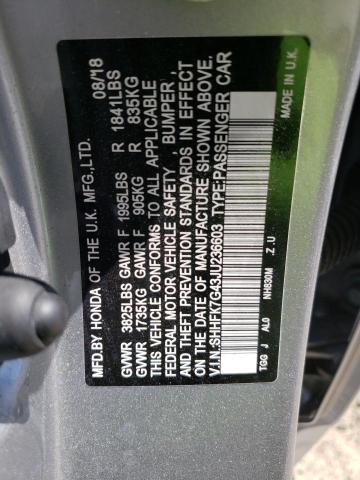 MFD.BY HONDA OF THE U.K. MFG.,LTD. 08/18
GVWR 3825LBS GAWR F 1995LBS R 1841LBS
GVWR 1735KG GAWR F 905KG R 835KG
THIS VEHICLE CONFORMS TO ALL APPLICABLE
FEDERAL MOTOR VEHICLE SAFETY , BUMPER ,
AND THEFT PREVENTION STANDARDS IN EFFECT
ON THE DATE OF MANUFACTURE SHOWN ABOVE.
V.I.N.:SHHFK7G43JU236603 TYPE:PASSENGER CAR
TGG J AL0 NH830M Z .U MADE IN U.K.